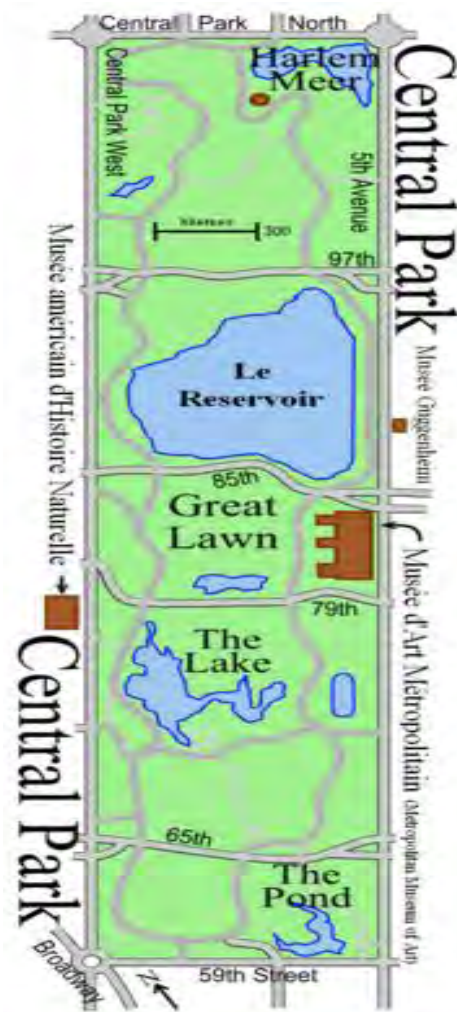 Central Park North
Harlem
Meer
Central Park
Central Park West
5th Avenue
300
97th
Musée américain d'Histoire Naturelle
Musée Guggenheim
Le
Reservoir
85th
Great
Lawn
Musée d'Art Métropolitain (Metropolitan Museum of Art)
79th
The
Lake
Central Park
65th
The
Pond
Broadway
59th Street
N